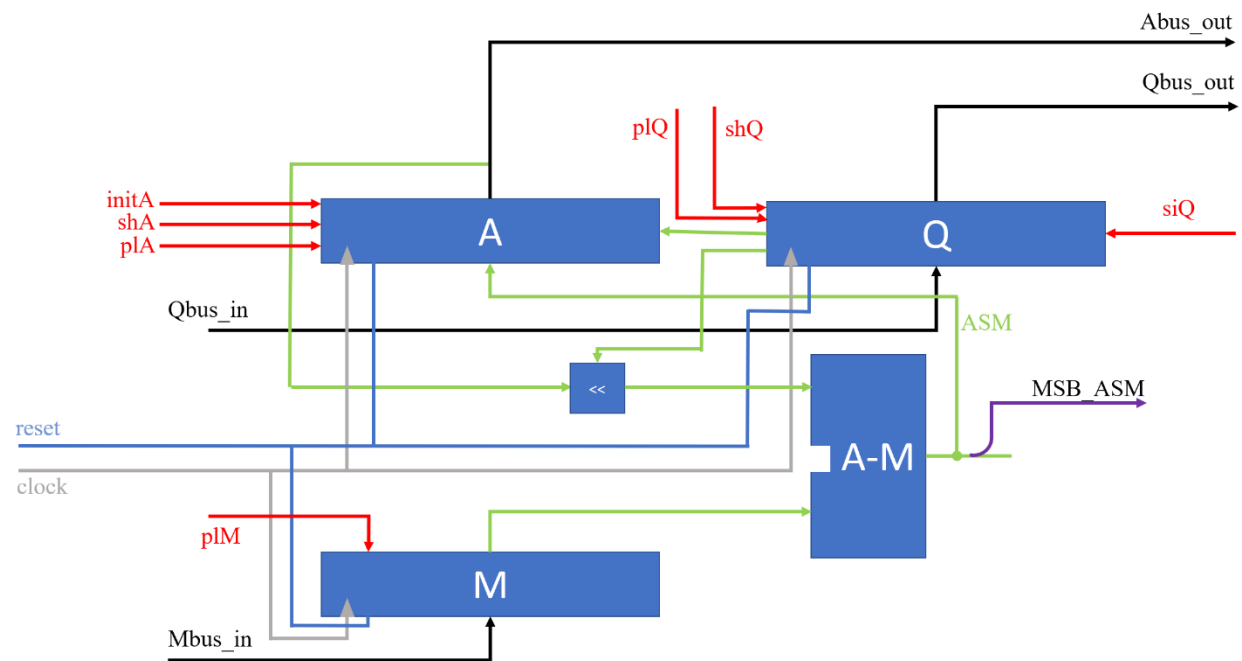 Abus_out
Qbus_out
plQ
shQ
initA
shA
plA
A
Q
siQ
Qbus_in
ASM
<<
MSB_ASM
reset
clock
A-M
plM
M
Mbus_in